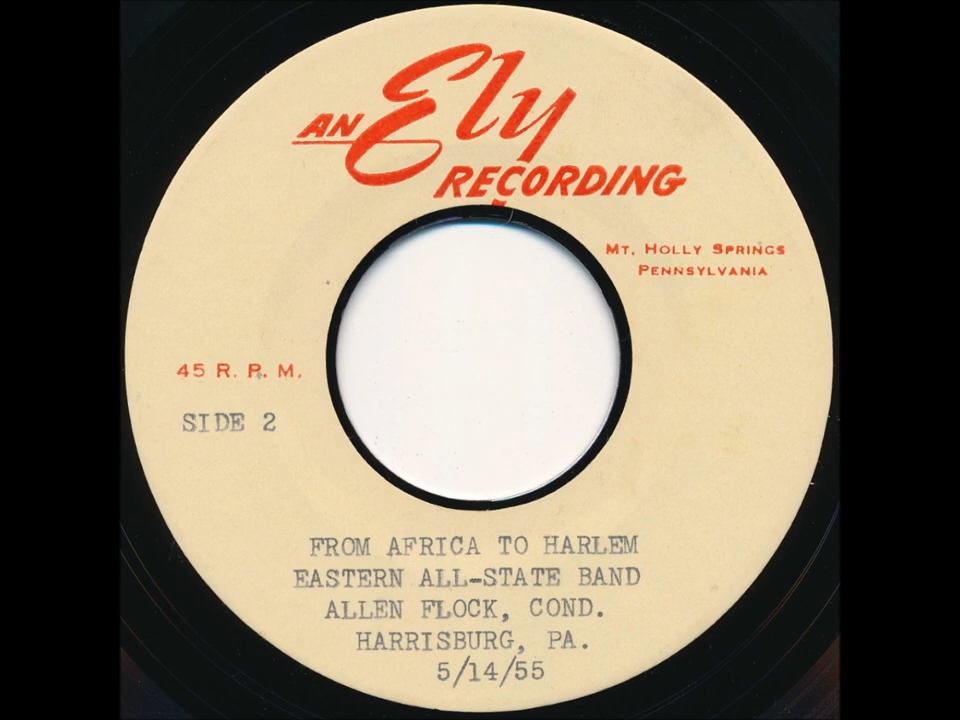 AN Ely
RECORDING
MT. HOLLY SPRINGS
PENNSYLVANIA
45 R. P. M.
SIDE 2
FROM AFRICA TO HARLEM
EASTERN ALL-STATE BAND
ALLEN FLOCK, COND.
HARRISBURG, PA.
5/14/55